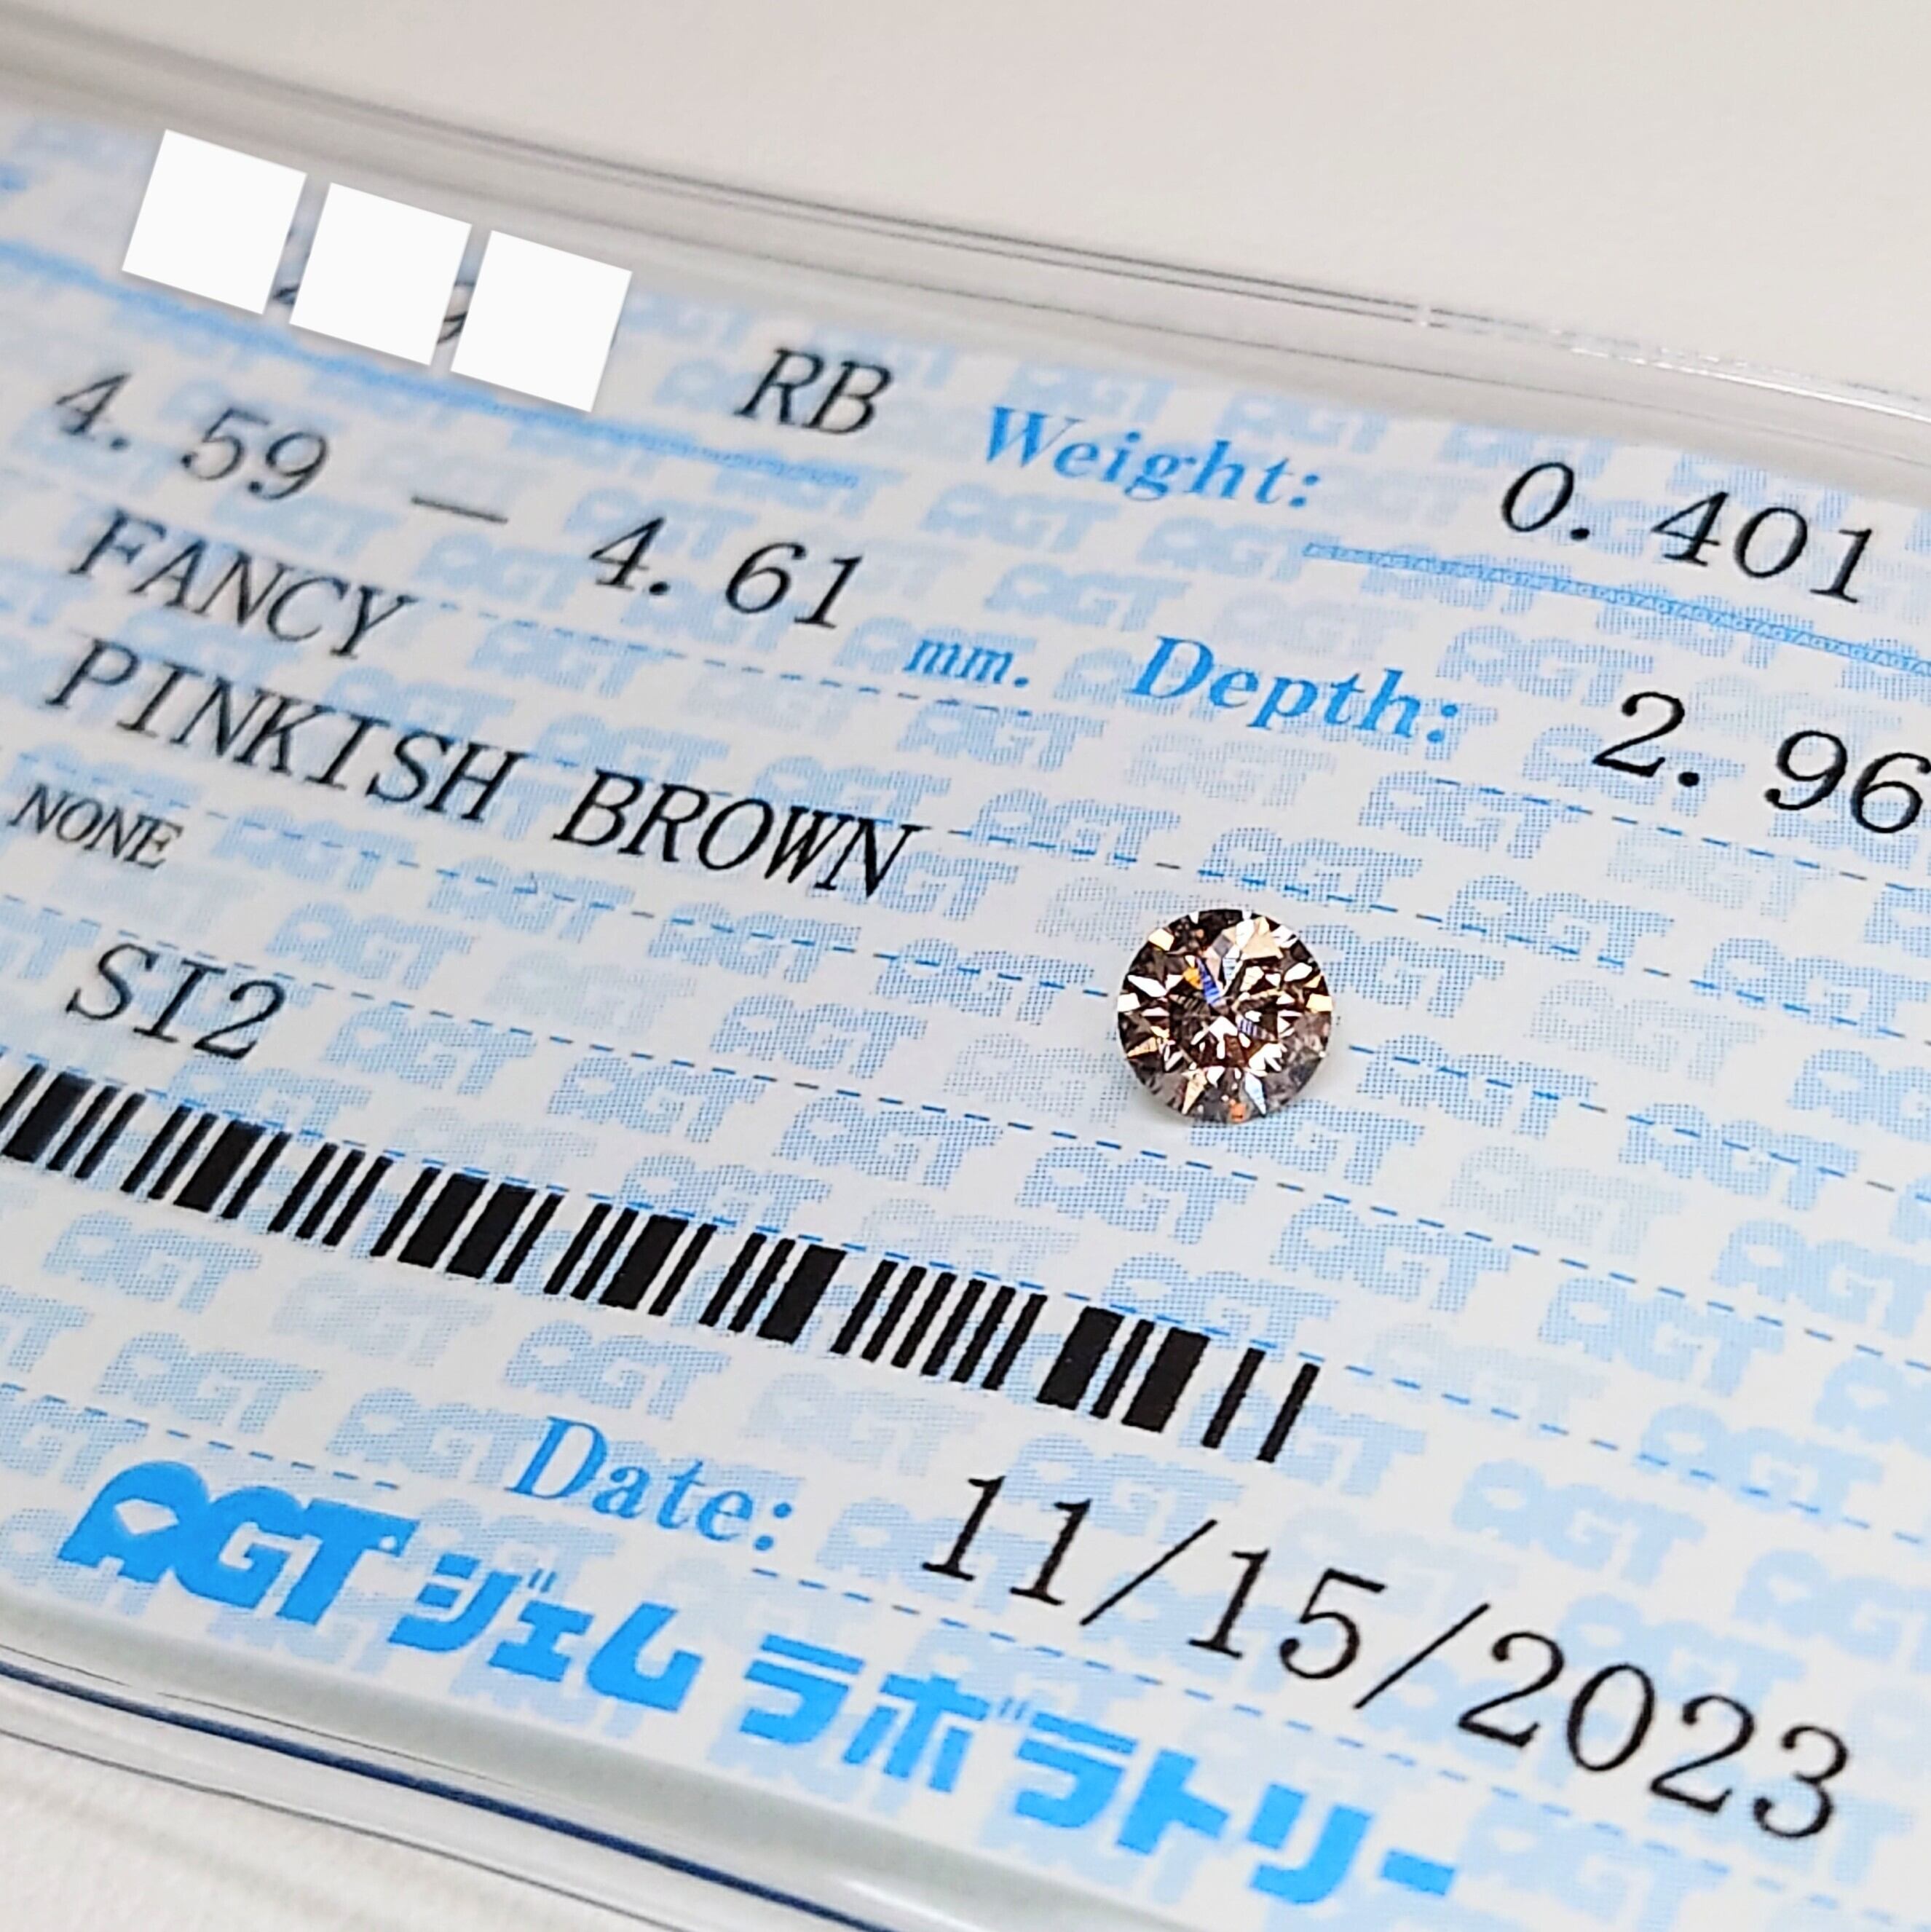 RB Weight: 0.401
4.59 — 4.61 mm. Depth: 2.96
FANCY
PINKISH BROWN
NONE
SI2
Date: 11/15/2023
AGT ジェム ラボラトリー